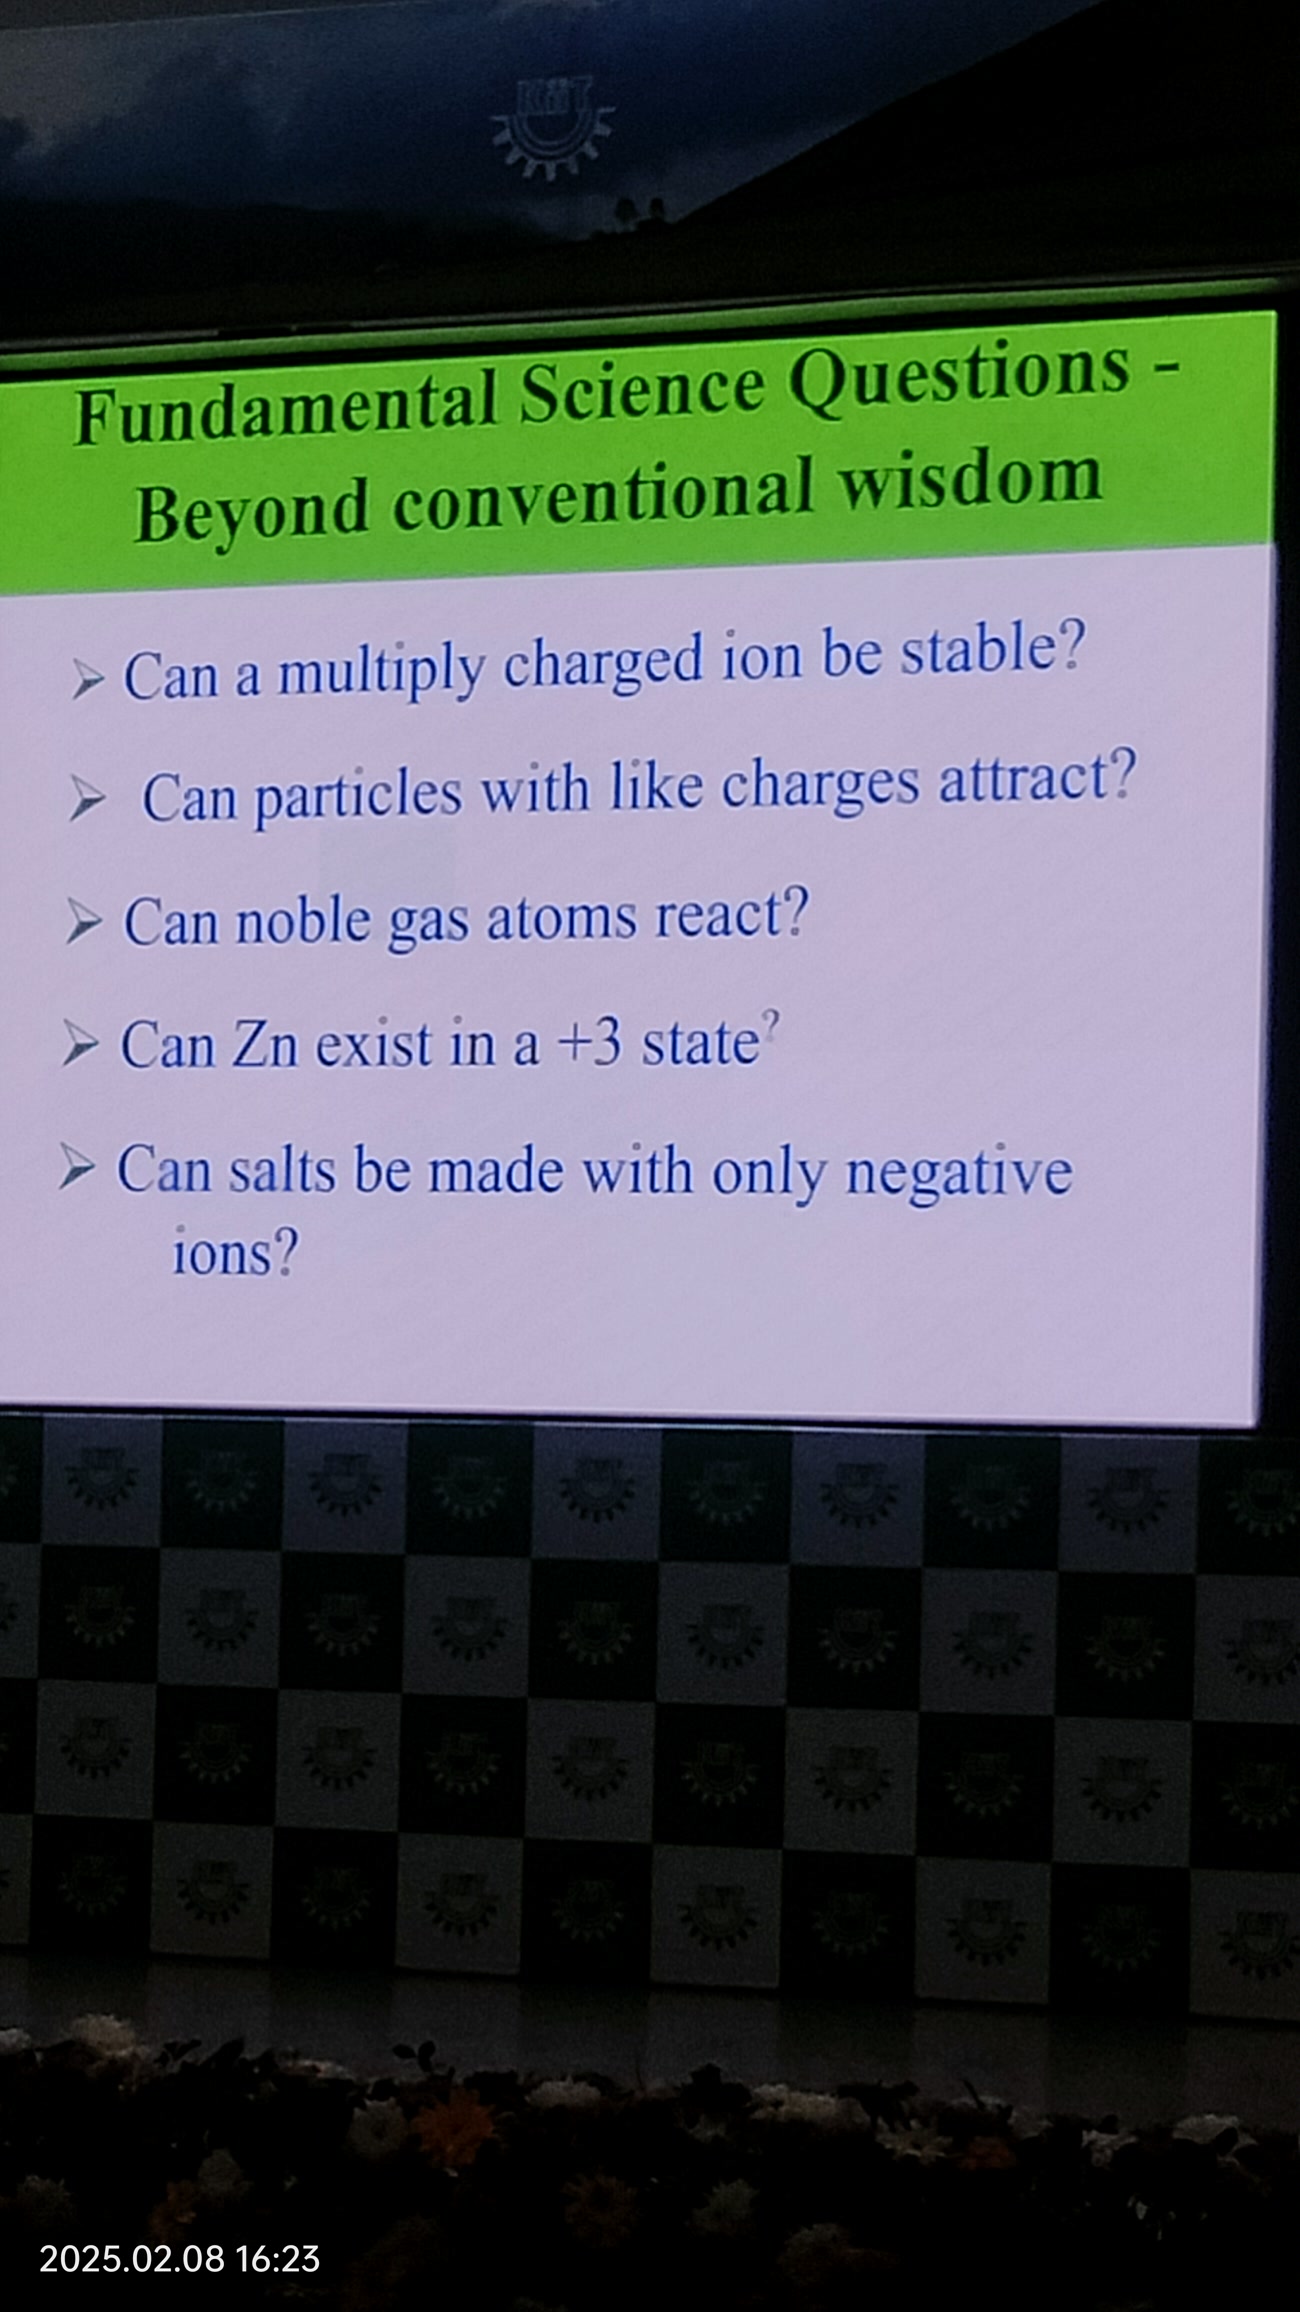 KIIT
Fundamental Science Questions -
Beyond conventional wisdom
➢ Can a multiply charged ion be stable?
➢ Can particles with like charges attract?
➢ Can noble gas atoms react?
➢ Can Zn exist in a +3 state?
➢ Can salts be made with only negative
ions?
2025.02.08 16:23